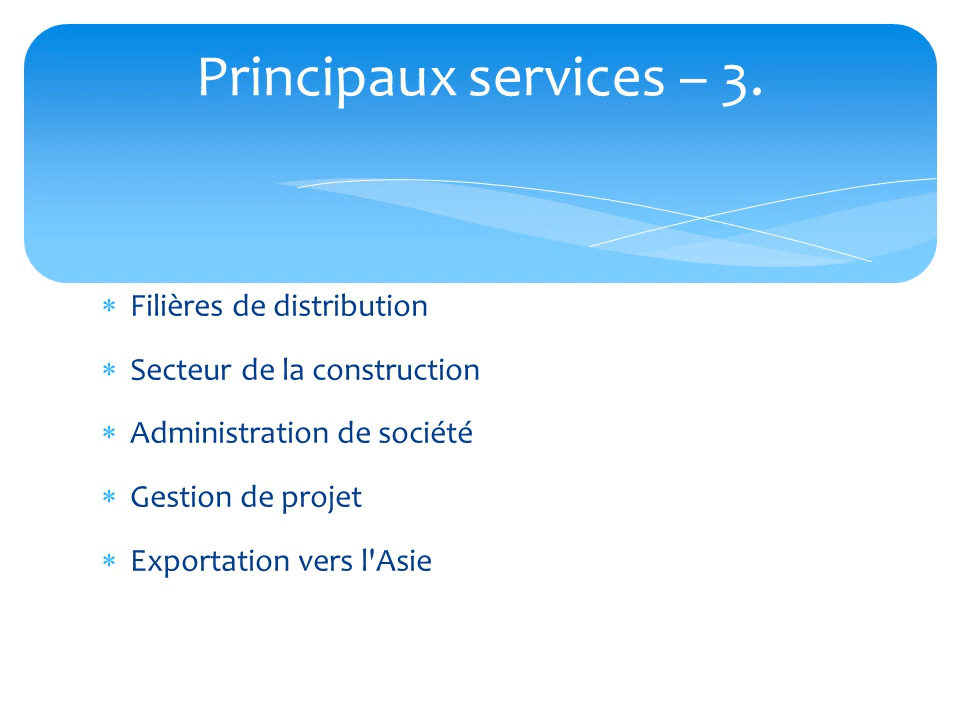 Principaux services – 3.
* Filières de distribution
* Secteur de la construction
* Administration de société
* Gestion de projet
* Exportation vers l'Asie